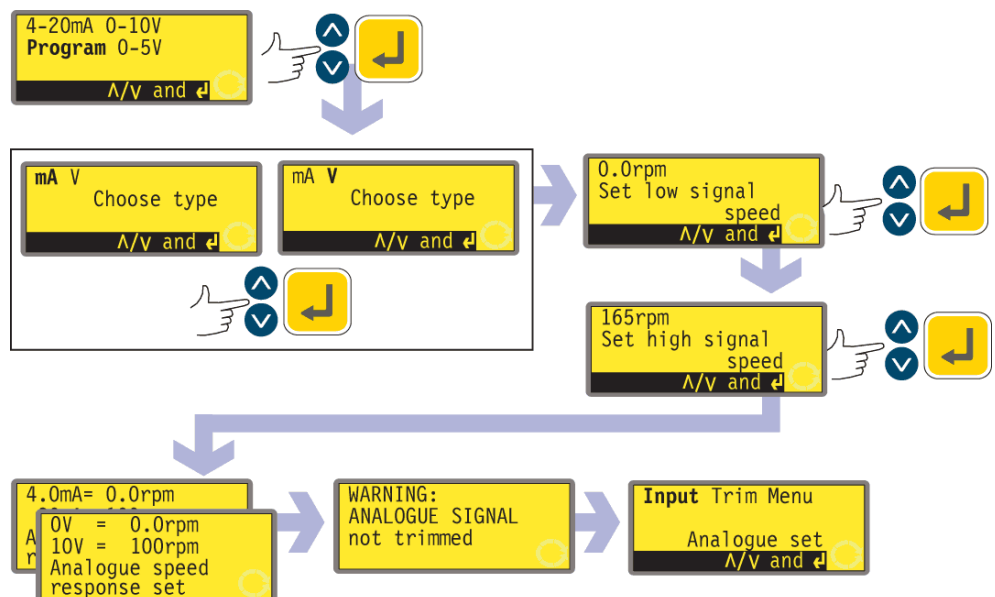 4-20mA 0-10V
Program 0-5V
∧/∨ and ↲
mA V
Choose type
∧/∨ and ↲
mA V
Choose type
∧/∨ and ↲
0.0rpm
Set low signal
speed
∧/∨ and ↲
165rpm
Set high signal
speed
∧/∨ and ↲
4.0mA= 0.0rpm
A
r
0V = 0.0rpm
10V = 100rpm
Analogue speed
response set
WARNING:
ANALOGUE SIGNAL
not trimmed
Input Trim Menu
Analogue set
∧/∨ and ↲